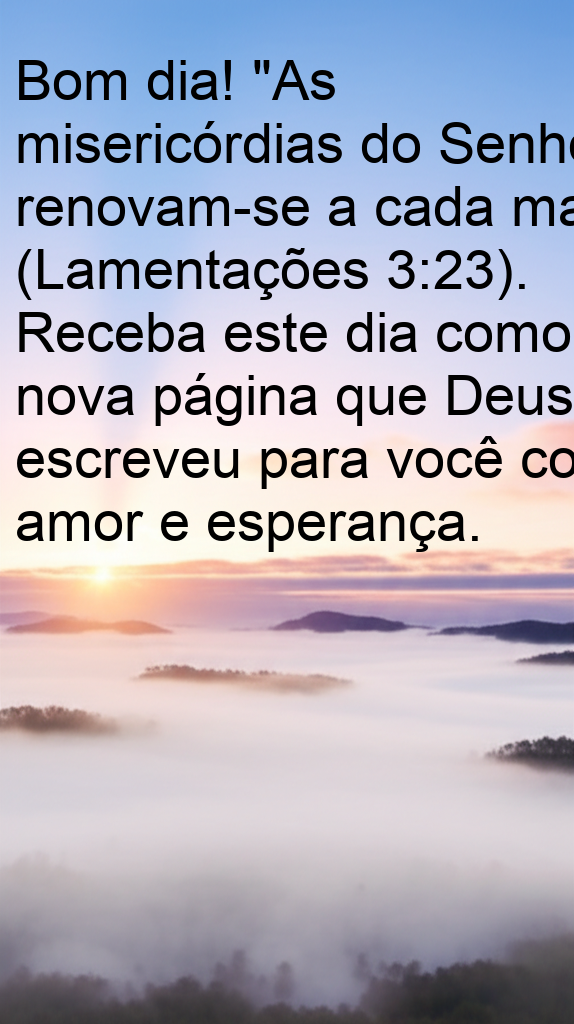 Bom dia! "As
misericórdias do Senho
renovam-se a cada ma
(Lamentações 3:23).
Receba este dia como
nova página que Deus
escreveu para você co
amor e esperança.